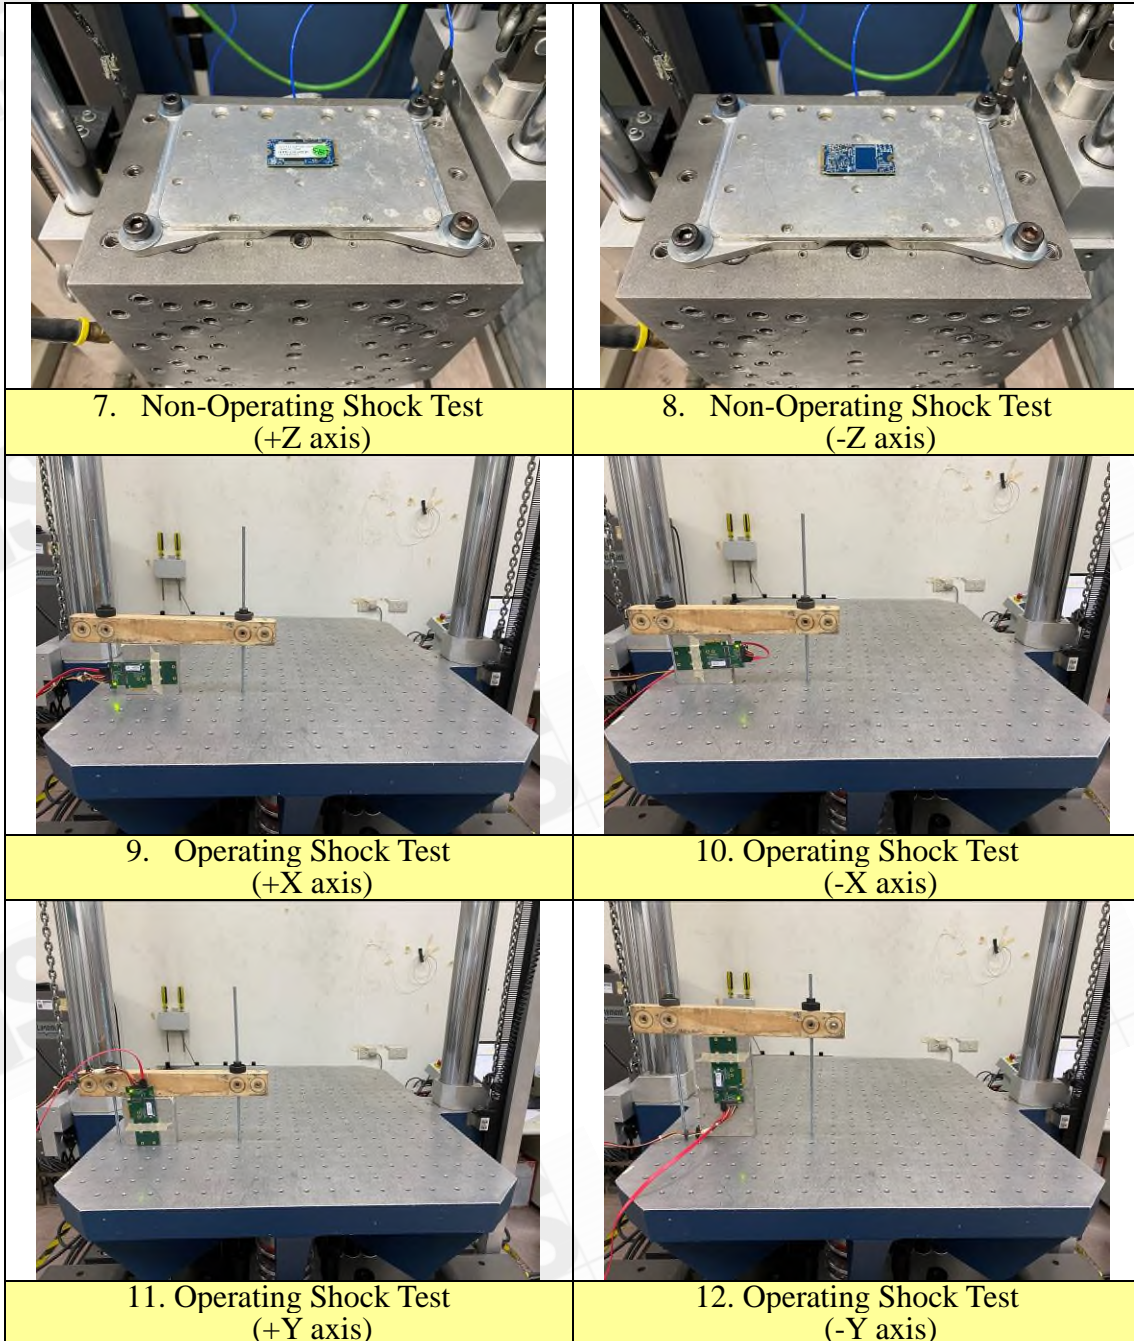 7. Non-Operating Shock Test
(+Z axis)
8. Non-Operating Shock Test
(-Z axis)
9. Operating Shock Test
(+X axis)
10. Operating Shock Test
(-X axis)
11. Operating Shock Test
(+Y axis)
12. Operating Shock Test
(-Y axis)